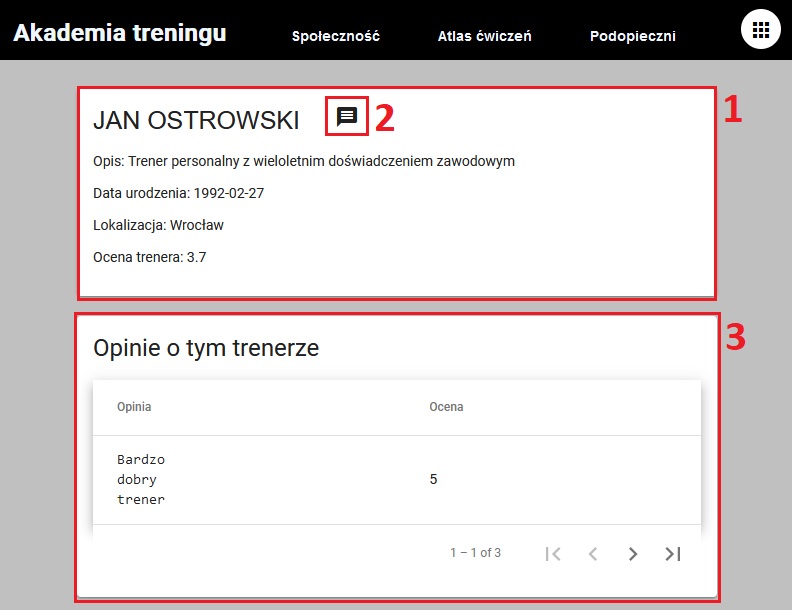 Akademia treningu Społeczność Atlas ćwiczeń Podopieczni
JAN OSTROWSKI 2 1
Opis: Trener personalny z wieloletnim doświadczeniem zawodowym
Data urodzenia: 1992-02-27
Lokalizacja: Wrocław
Ocena trenera: 3.7
3
Opinie o tym trenerze
Opinia Ocena
Bardzo
dobry 5
trener
1 – 1 of 3